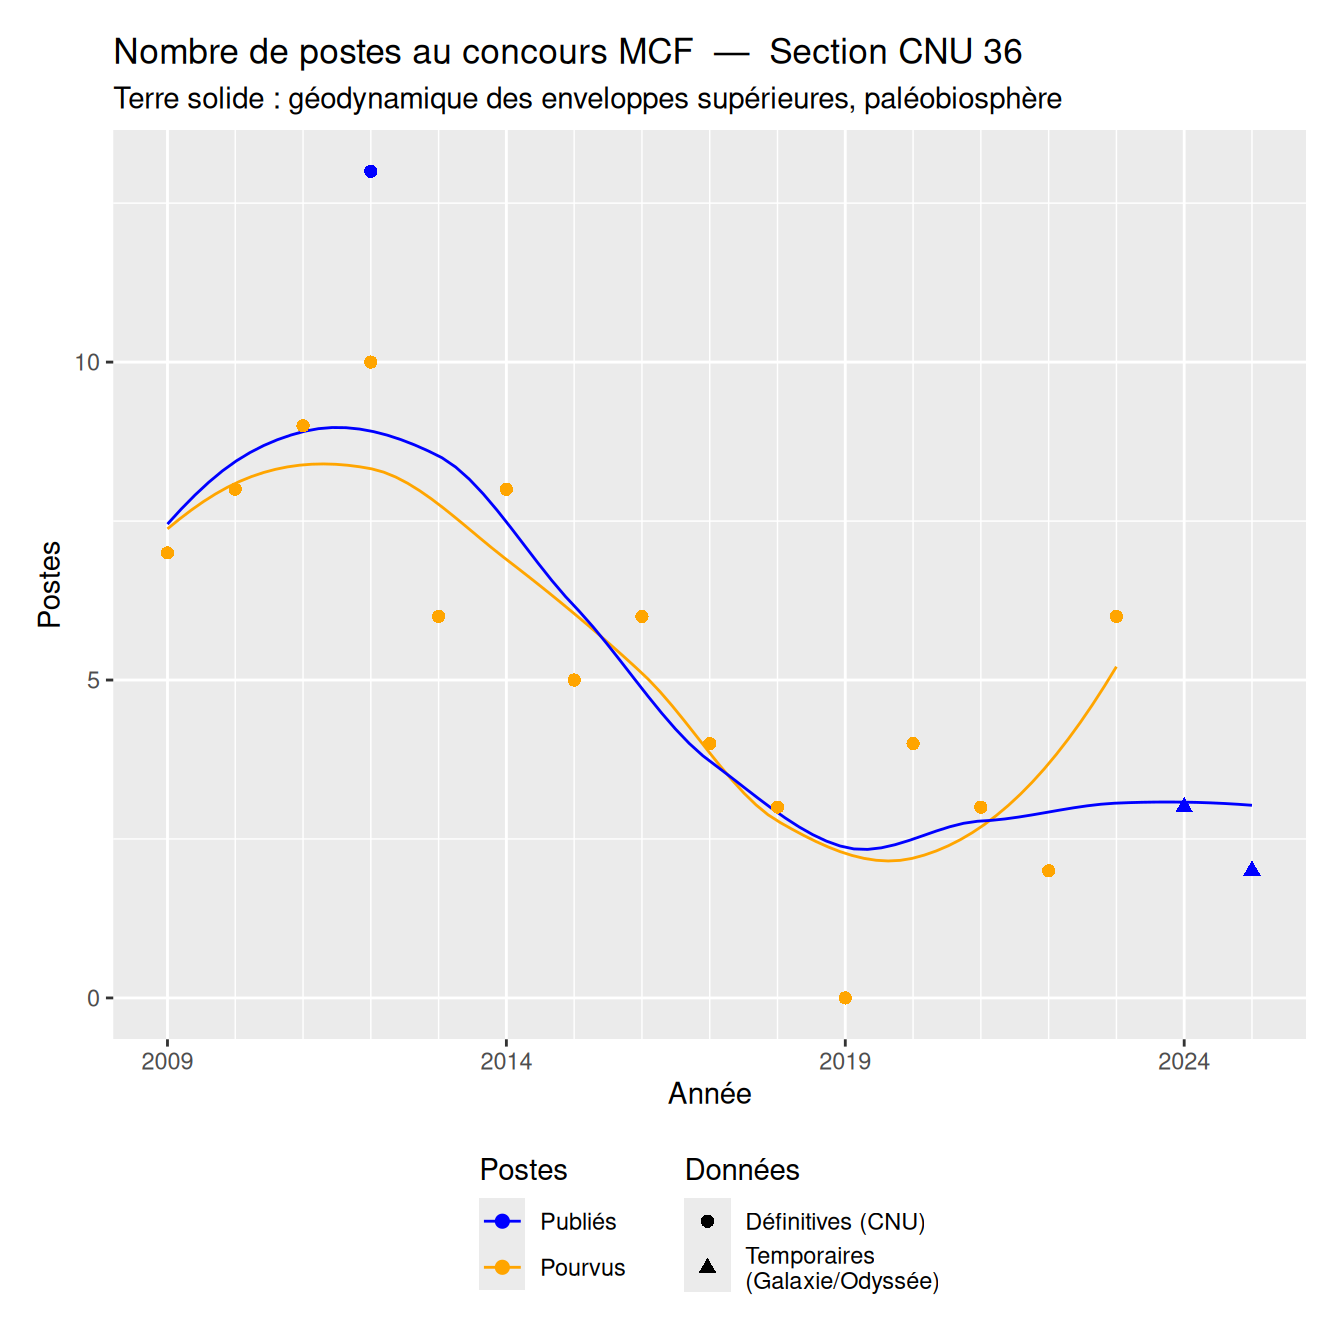 Nombre de postes au concours MCF — Section CNU 36
Terre solide : géodynamique des enveloppes supérieures, paléobiosphère
10
5
0
Postes
2009 2014 2019 2024
Année
Postes
Publiés
Pourvus
Données
Définitives (CNU)
Temporaires
(Galaxie/Odyssée)